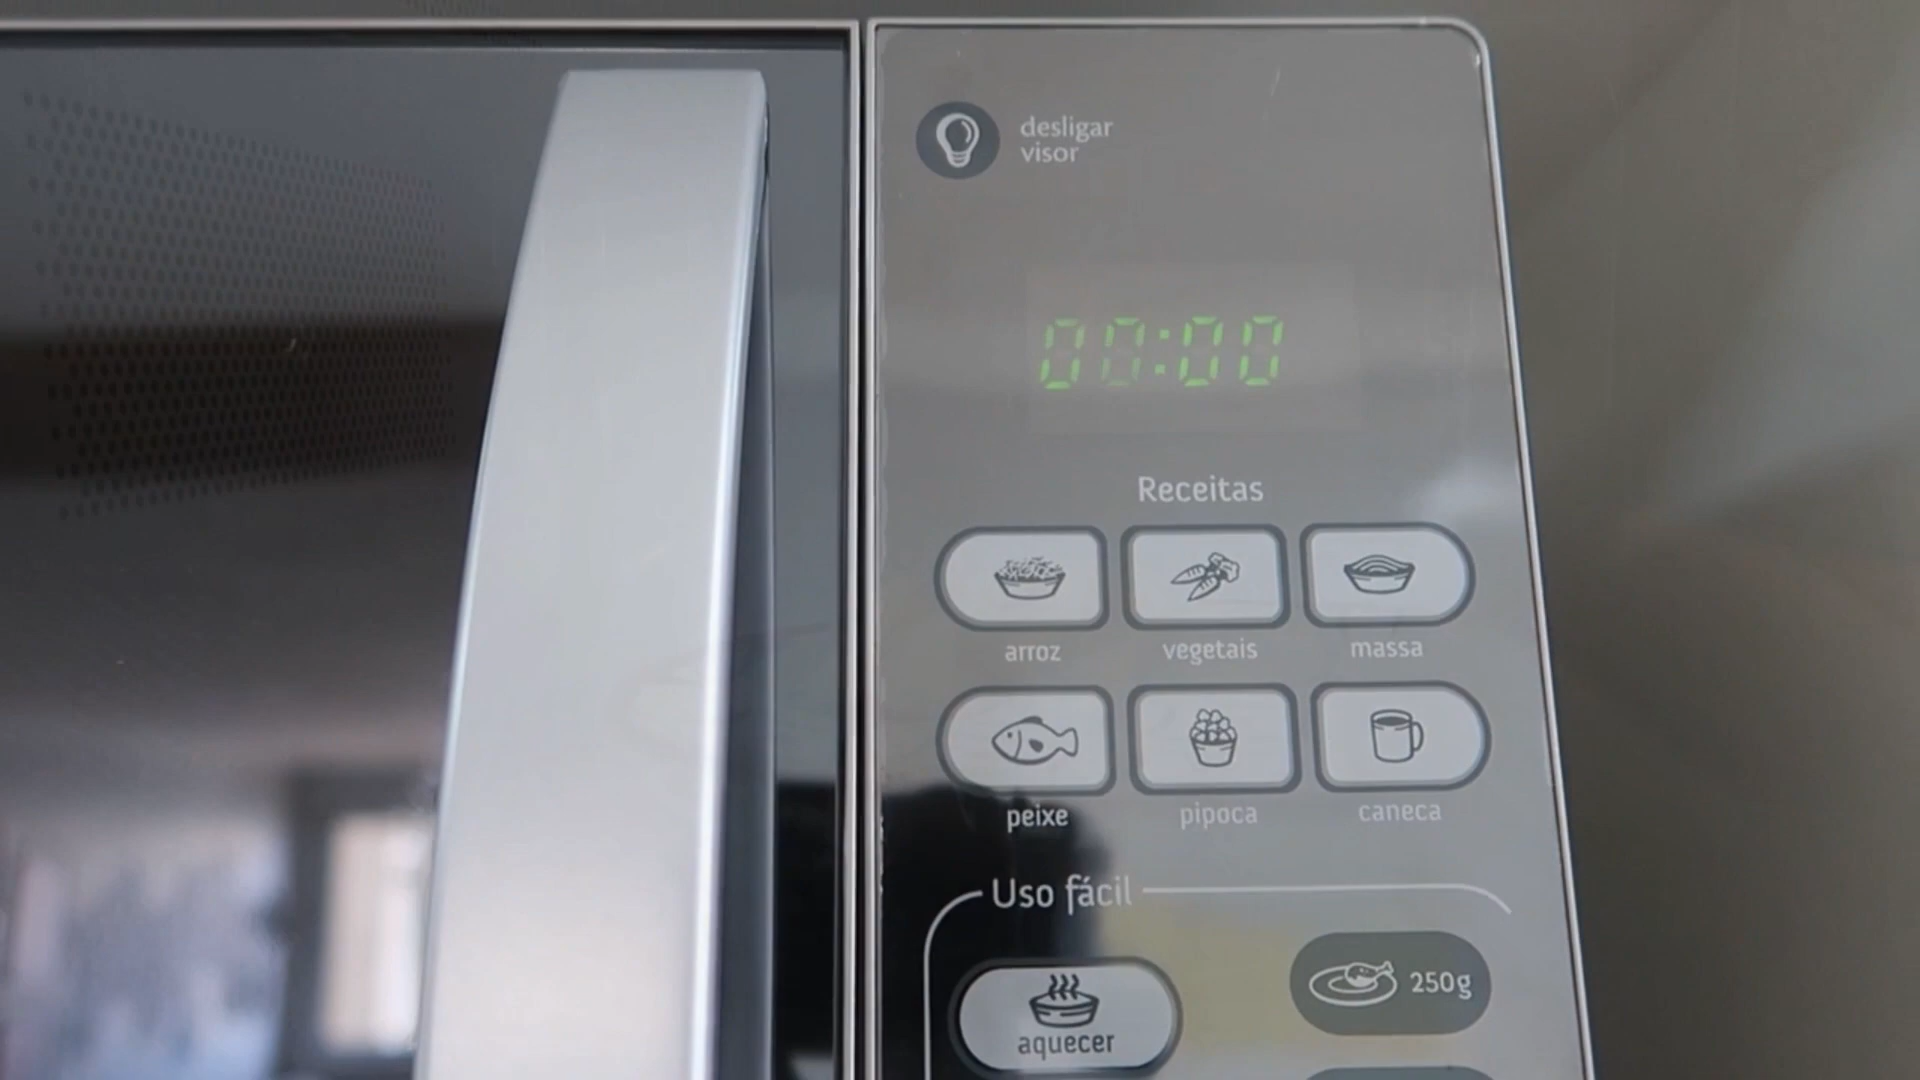 desligar
visor
00:00
Receitas
arroz
vegetais
massa
peixe
pipoca
caneca
Uso fácil
250g
aquecer